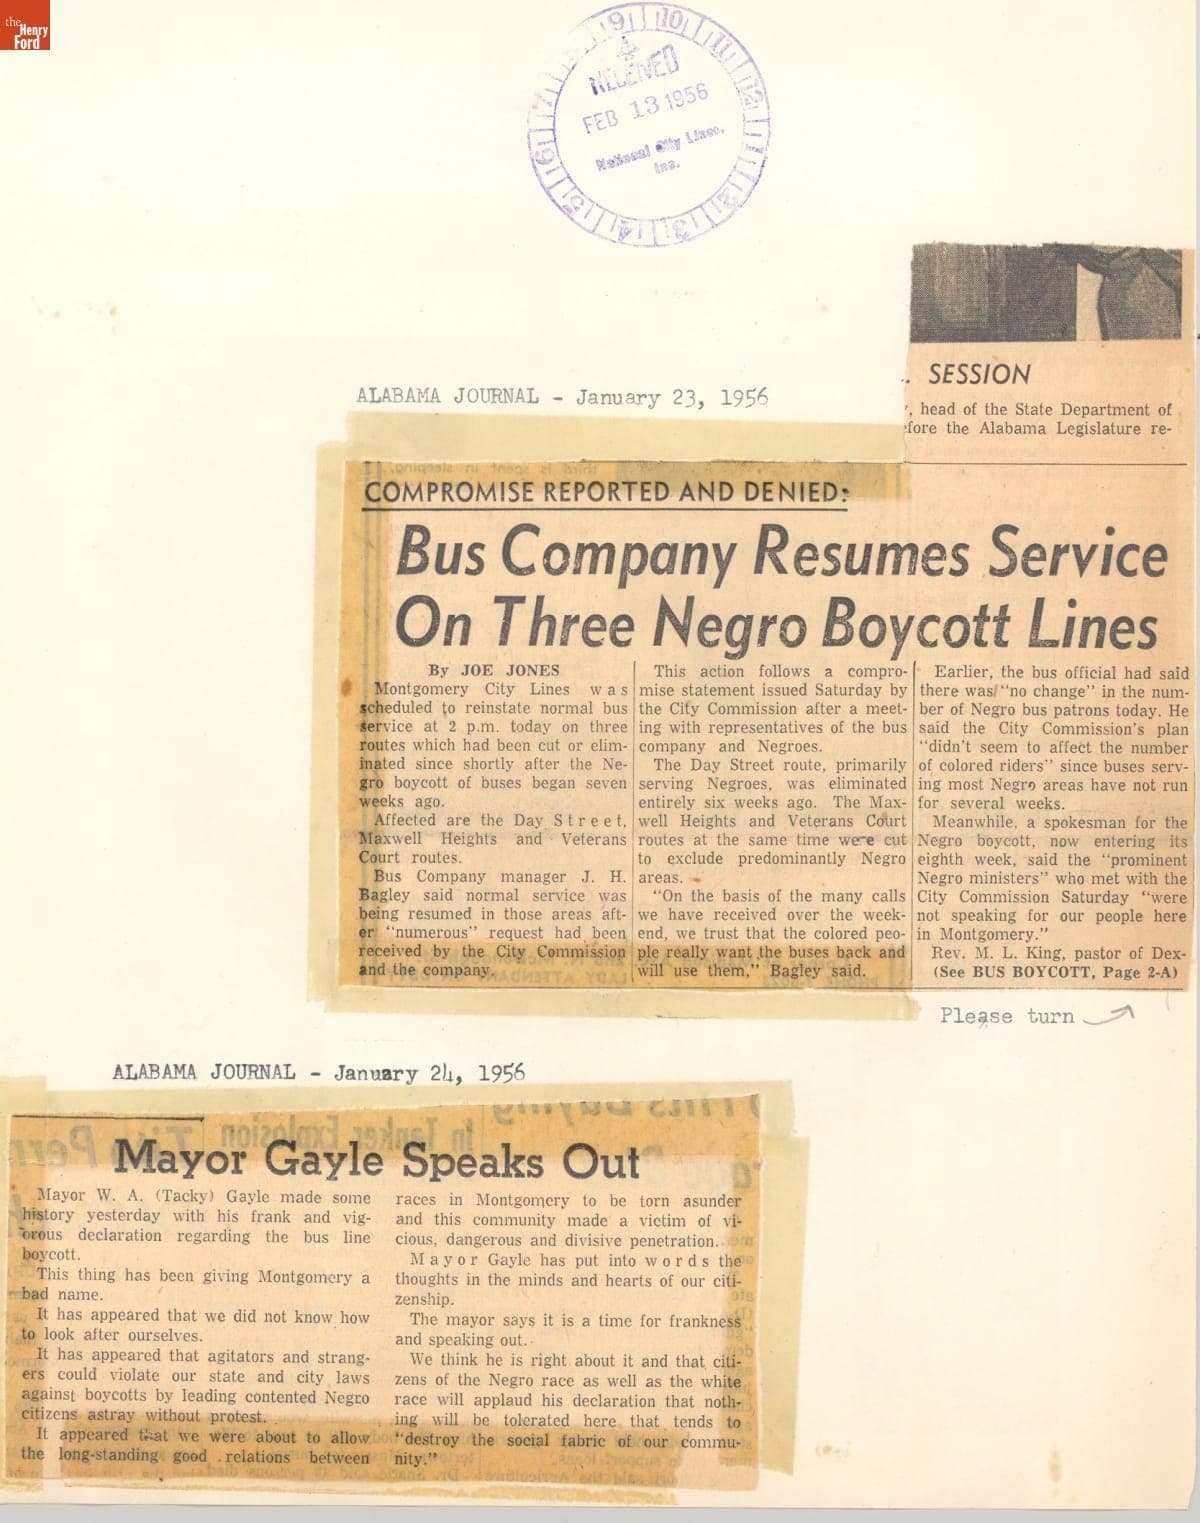 the
Henry
Ford
9 10 11 12 1 2 3 4 5 6 7
RECEIVED
FEB 13 1956
National City Lines,
Inc.
SESSION
head of the State Department of
the Alabama Legislature re-
ALABAMA JOURNAL - January 23, 1956
COMPROMISE REPORTED AND DENIED:
Bus Company Resumes Service
On Three Negro Boycott Lines
By JOE JONES
Montgomery City Lines was
scheduled to reinstate normal bus
service at 2 p.m. today on three
routes which had been cut or elim-
inated since shortly after the Ne-
gro boycott of buses began seven
weeks ago.
Affected are the Day Street,
Maxwell Heights and Veterans
Court routes.
Bus Company manager J. H.
Bagley said normal service was
being resumed in those areas aft-
er "numerous" request had been
received by the City Commission
and the company.
This action follows a compro-
mise statement issued Saturday by
the City Commission after a meet-
ing with representatives of the bus
company and Negroes.
The Day Street route, primarily
serving Negroes, was eliminated
entirely six weeks ago. The Max-
well Heights and Veterans Court
routes at the same time were cut
to exclude predominantly Negro
areas.
"On the basis of the many calls
we have received over the week-
end, we trust that the colored peo-
ple really want the buses back and
will use them," Bagley said.
Earlier, the bus official had said
there was "no change" in the num-
ber of Negro bus patrons today. He
said the City Commission's plan
"didn't seem to affect the number
of colored riders" since buses serv-
ing most Negro areas have not run
for several weeks.
Meanwhile, a spokesman for the
Negro boycott, now entering its
eighth week, said the "prominent
Negro ministers" who met with the
City Commission Saturday "were
not speaking for our people here
in Montgomery."
Rev. M. L. King, pastor of Dex-
(See BUS BOYCOTT, Page 2-A)
Please turn
ALABAMA JOURNAL - January 24, 1956
Mayor Gayle Speaks Out
Mayor W. A. (Tacky) Gayle made some
history yesterday with his frank and vig-
orous declaration regarding the bus line
boycott.
This thing has been giving Montgomery a
bad name.
It has appeared that we did not know how
to look after ourselves.
It has appeared that agitators and strang-
ers could violate our state and city laws
against boycotts by leading contented Negro
citizens astray without protest.
It appeared that we were about to allow
the long-standing good relations between
races in Montgomery to be torn asunder
and this community made a victim of vi-
cious, dangerous and divisive penetration.
Mayor Gayle has put into words the
thoughts in the minds and hearts of our citi-
zenship.
The mayor says it is a time for frankness
and speaking out.
We think he is right about it and that citi-
zens of the Negro race as well as the white
race will applaud his declaration that noth-
ing will be tolerated here that tends to
"destroy the social fabric of our commu-
nity."